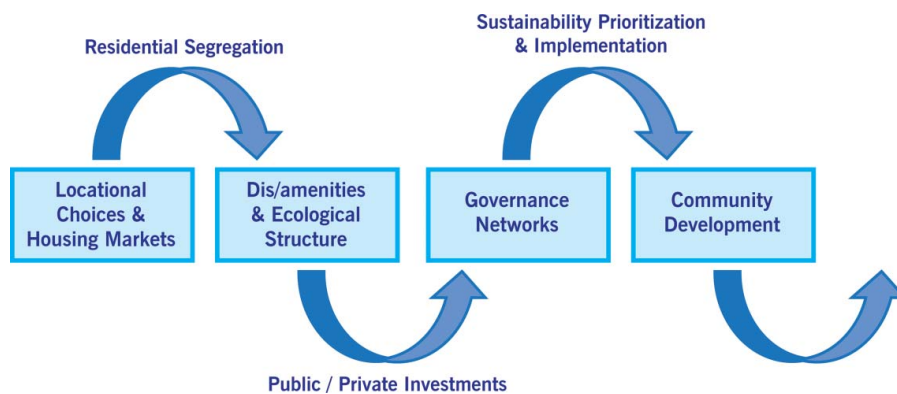 Residential Segregation
Sustainability Prioritization
& Implementation
Locational
Choices &
Housing Markets
Dis/amenities
& Ecological
Structure
Governance
Networks
Community
Development
Public / Private Investments